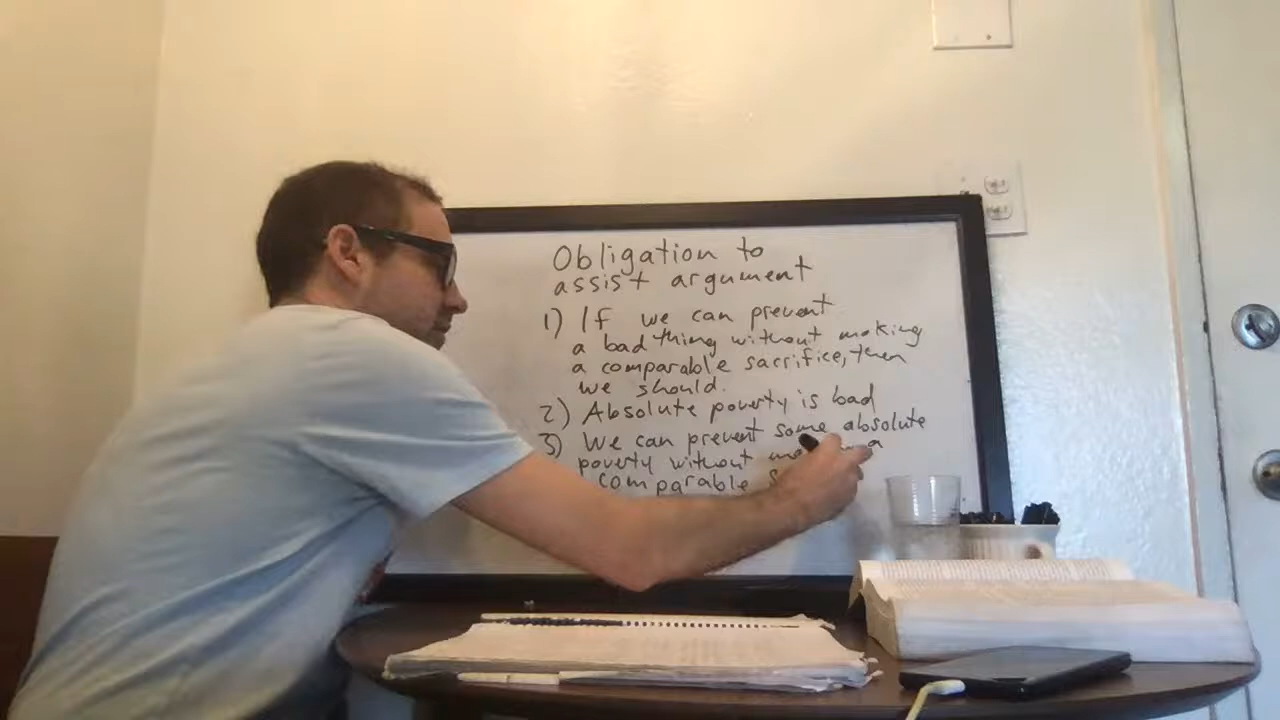 Obligation to
assist argument
1) If we can prevent
a bad thing without making
a comparable sacrifice, then
we should.
2) Absolute poverty is bad
3) We can prevent some absolute
poverty without a
comparable